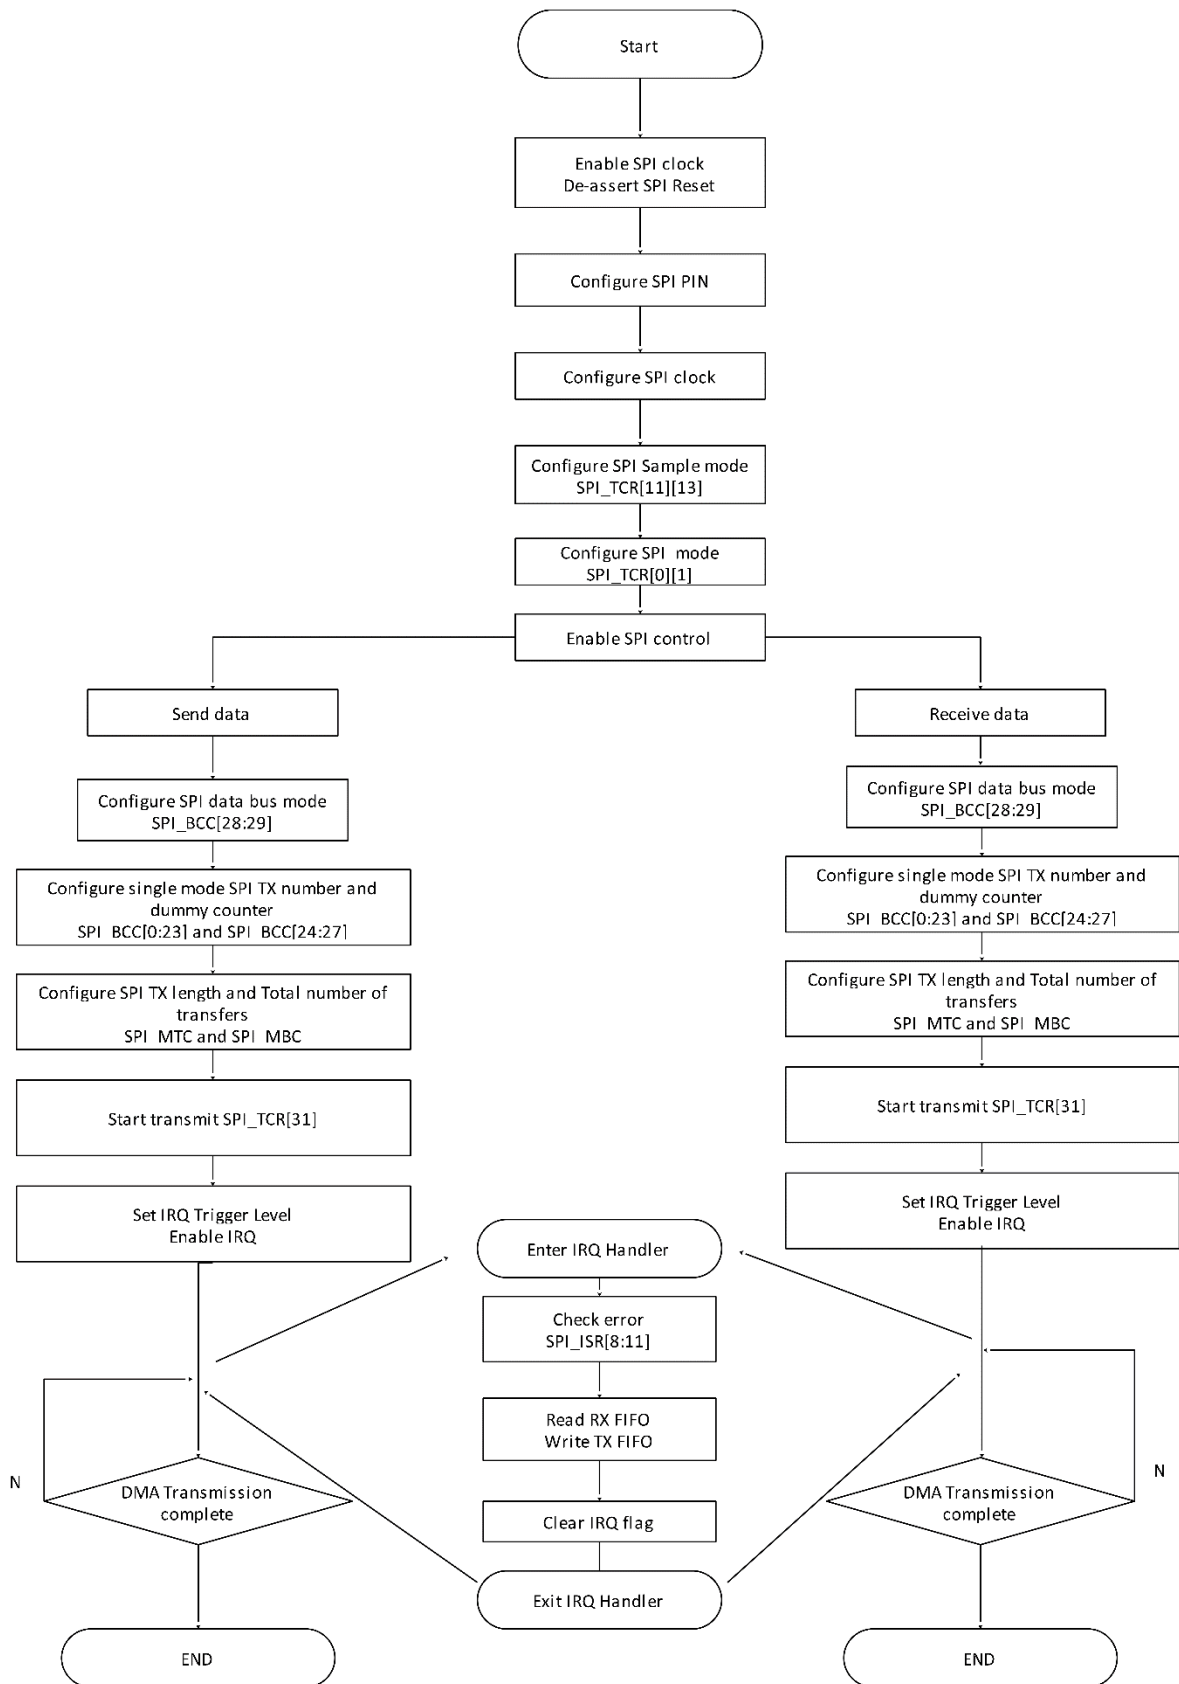 Start
Enable SPI clock
De-assert SPI Reset
Configure SPI PIN
Configure SPI clock
Configure SPI Sample mode
SPI_TCR[11][13]
Configure SPI mode
SPI_TCR[0][1]
Enable SPI control
Send data
Configure SPI data bus mode
SPI_BCC[28:29]
Configure single mode SPI TX number and
dummy counter
SPI_BCC[0:23] and SPI_BCC[24:27]
Configure SPI TX length and Total number of
transfers
SPI_MTC and SPI_MBC
Start transmit SPI_TCR[31]
Set IRQ Trigger Level
Enable IRQ
N
DMA Transmission
complete
END
Enter IRQ Handler
Check error
SPI_ISR[8:11]
Read RX FIFO
Write TX FIFO
Clear IRQ flag
Exit IRQ Handler
Receive data
Configure SPI data bus mode
SPI_BCC[28:29]
Configure single mode SPI TX number and
dummy counter
SPI_BCC[0:23] and SPI_BCC[24:27]
Configure SPI TX length and Total number of
transfers
SPI_MTC and SPI_MBC
Start transmit SPI_TCR[31]
Set IRQ Trigger Level
Enable IRQ
N
DMA Transmission
complete
END